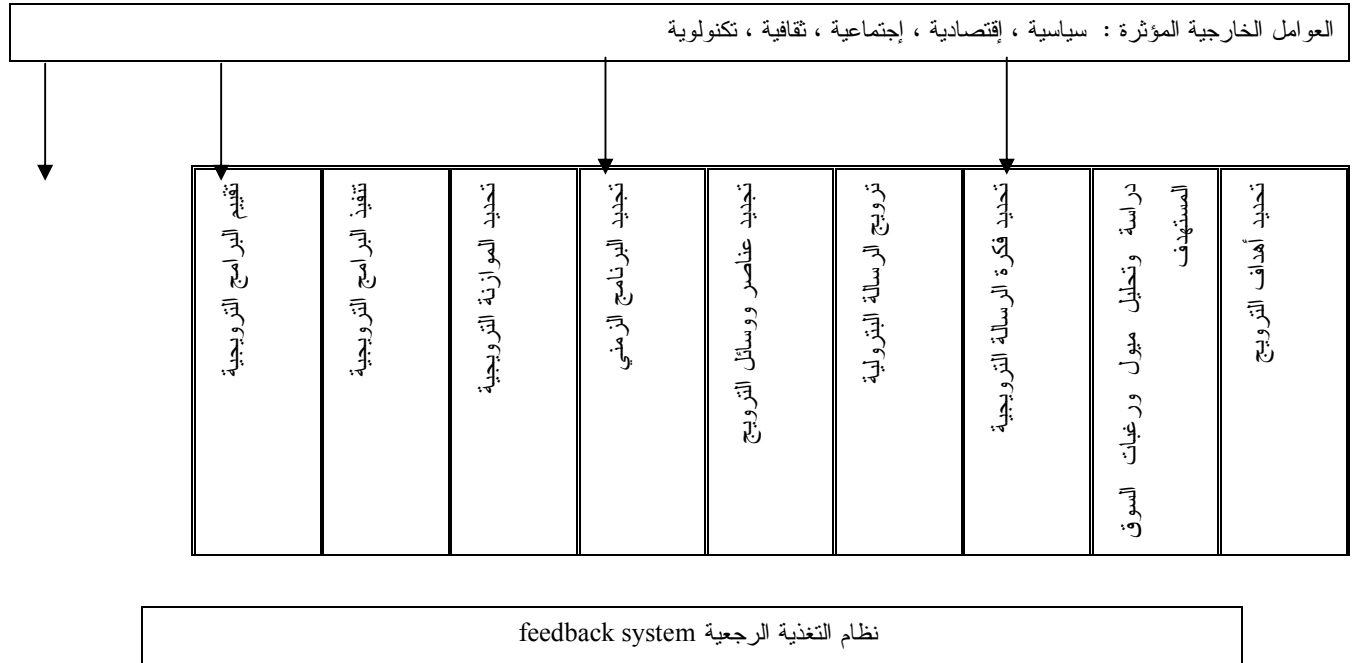 العوامل الخارجية المؤثرة : سياسية ، إقتصادية ، إجتماعية ، ثقافية ، تكنولوية
تحديد أهداف الترويج
دراسة وتحليل ميول ورغبات السوق
المستهدف
تحديد فكرة الرسالة الترويجية
ترويج الرسالة البترولية
تجديد عناصر ووسائل الترويج
تجديد البرنامج الزمني
تحديد الموازنة الترويجية
تنفيذ البرامج الترويجية
تقييم البرامج الترويجية
نظام التغذية الرجعية feedback system